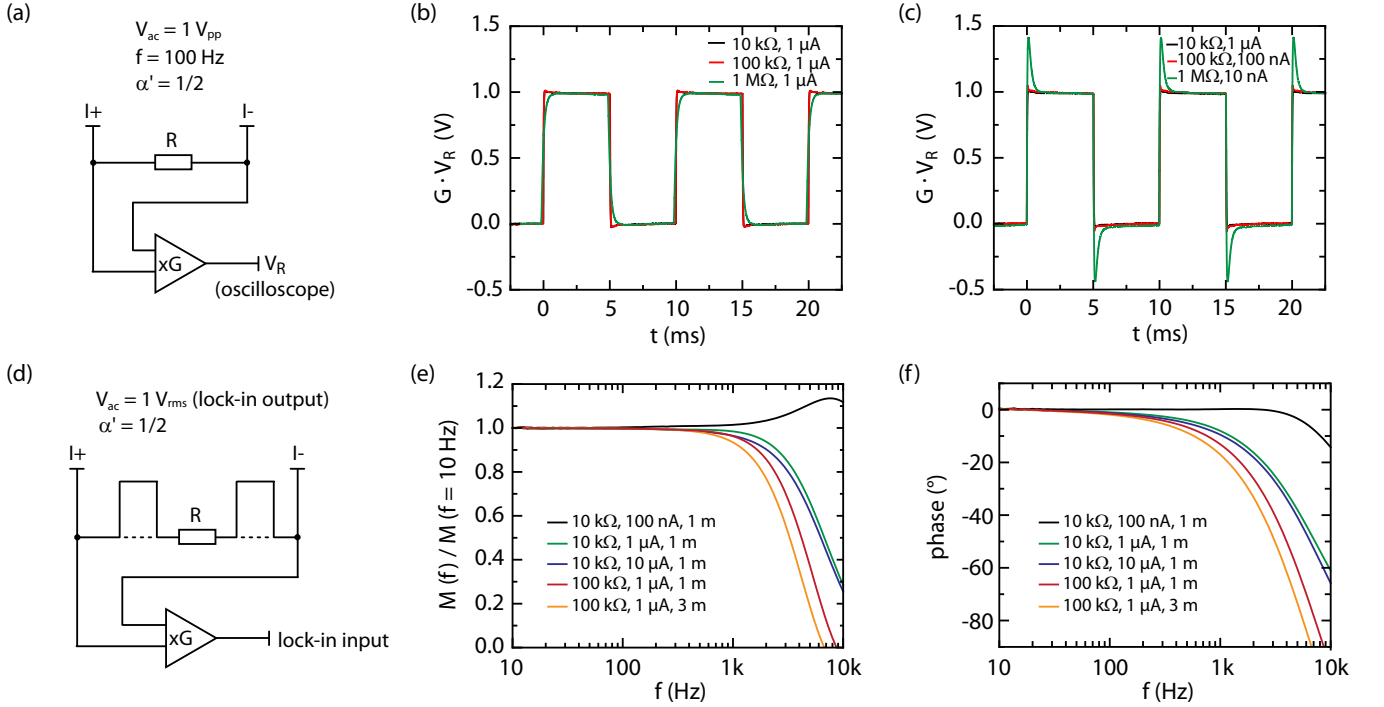 (a)
V_ac = 1 V_pp
f = 100 Hz
α' = 1/2
I+
I-
R
xG
V_R
(oscilloscope)
(b)
1.5
1.0
0.5
0.0
-0.5
G · V_R (V)
10 kΩ, 1 μA
100 kΩ, 1 μA
1 MΩ, 1 μA
0 5 10 15 20
t (ms)
(c)
1.5
1.0
0.5
0.0
-0.5
G · V_R (V)
10 kΩ, 1 μA
100 kΩ, 100 nA
1 MΩ, 10 nA
0 5 10 15 20
t (ms)
(d)
V_ac = 1 V_rms (lock-in output)
α' = 1/2
I+
I-
R
xG
lock-in input
(e)
1.2
1.0
0.8
0.6
0.4
0.2
0.0
M (f) / M (f = 10 Hz)
10 kΩ, 100 nA, 1 m
10 kΩ, 1 μA, 1 m
10 kΩ, 10 μA, 1 m
100 kΩ, 1 μA, 1 m
100 kΩ, 1 μA, 3 m
10 100 1k 10k
f (Hz)
(f)
0
-20
-40
-60
-80
phase (°)
10 kΩ, 100 nA, 1 m
10 kΩ, 1 μA, 1 m
10 kΩ, 10 μA, 1 m
100 kΩ, 1 μA, 1 m
100 kΩ, 1 μA, 3 m
10 100 1k 10k
f (Hz)